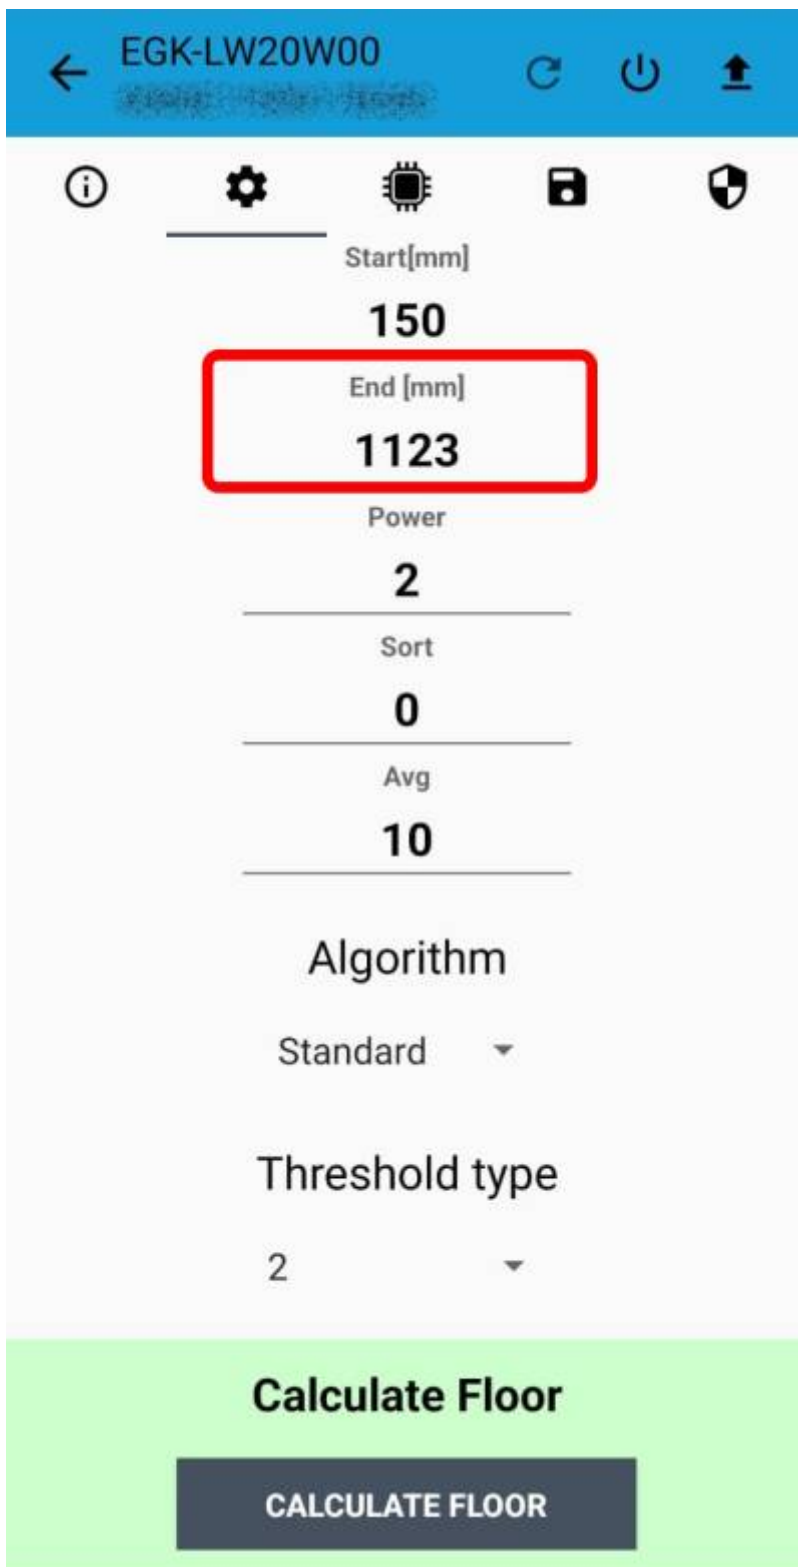 EGK-LW20W00
Start[mm]
150
End [mm]
1123
Power
2
Sort
0
Avg
10
Algorithm
Standard
Threshold type
2
Calculate Floor
CALCULATE FLOOR